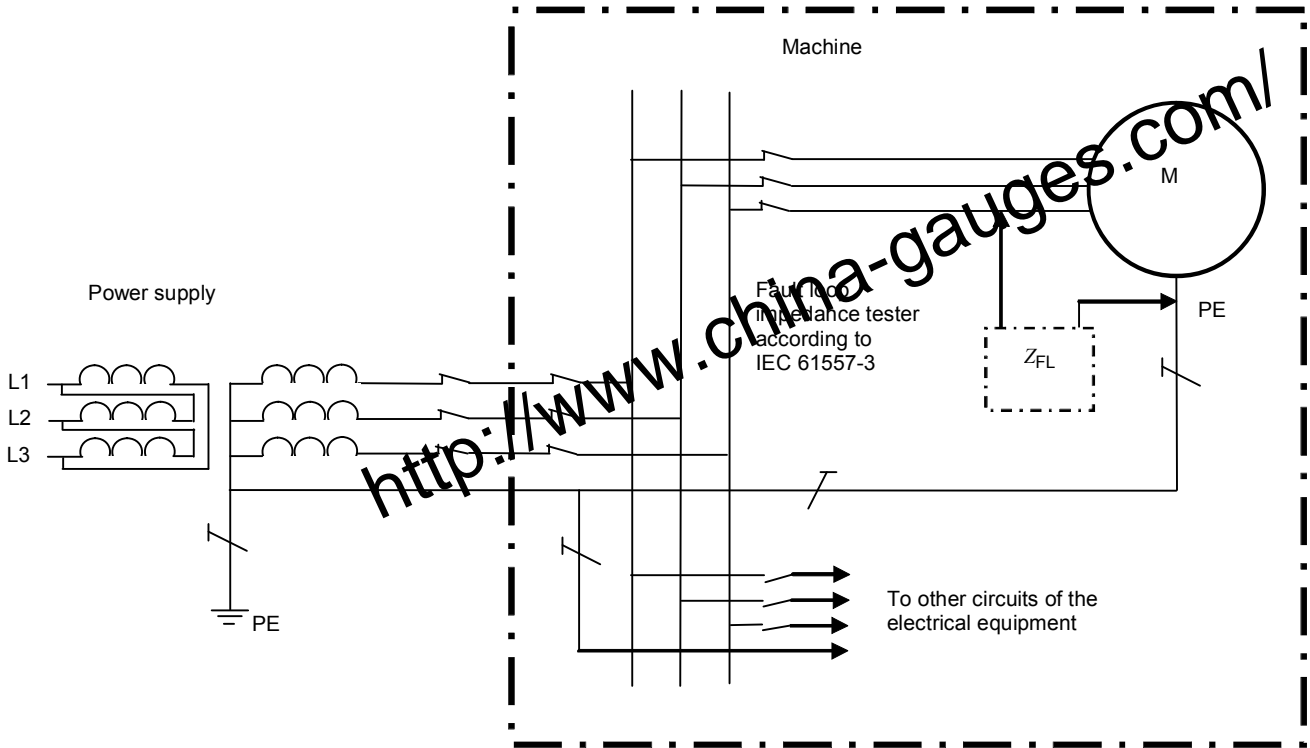 Machine
M
Power supply
Fault loop
impedance tester
according to
IEC 61557-3
PE
Z FL
L1
L2
L3
PE
To other circuits of the
electrical equipment
http://www.china-gauges.com/